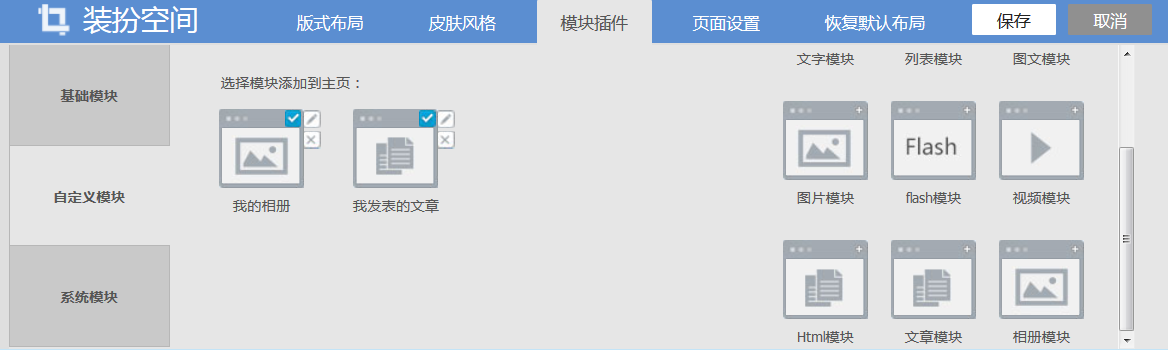 装扮空间
版式布局
皮肤风格
模块插件
页面设置
恢复默认布局
保存
取消
基础模块
自定义模块
系统模块
选择模块添加到主页：
我的相册
我发表的文章
文字模块
列表模块
图文模块
Flash
图片模块
flash模块
视频模块
Html模块
文章模块
相册模块